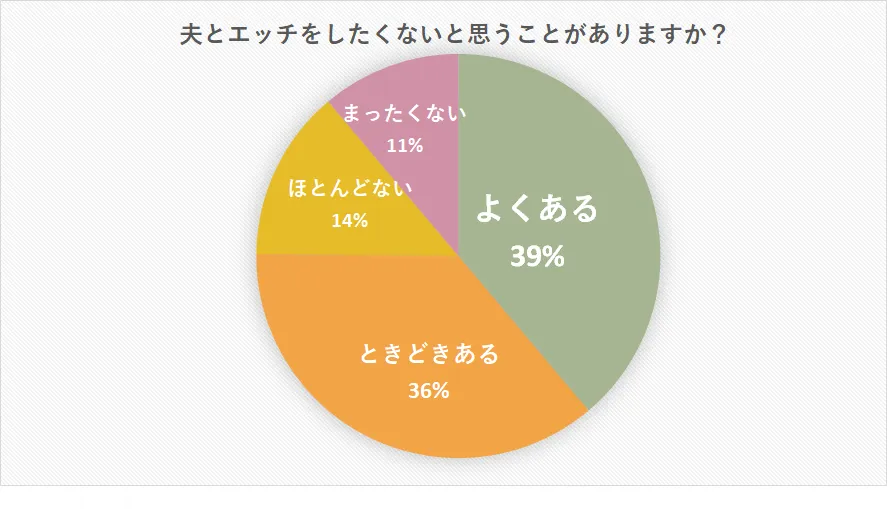 夫とエッチをしたくないと思うことがありますか？
まったくない
11%
ほとんどない
14%
よくある
39%
ときどきある
36%